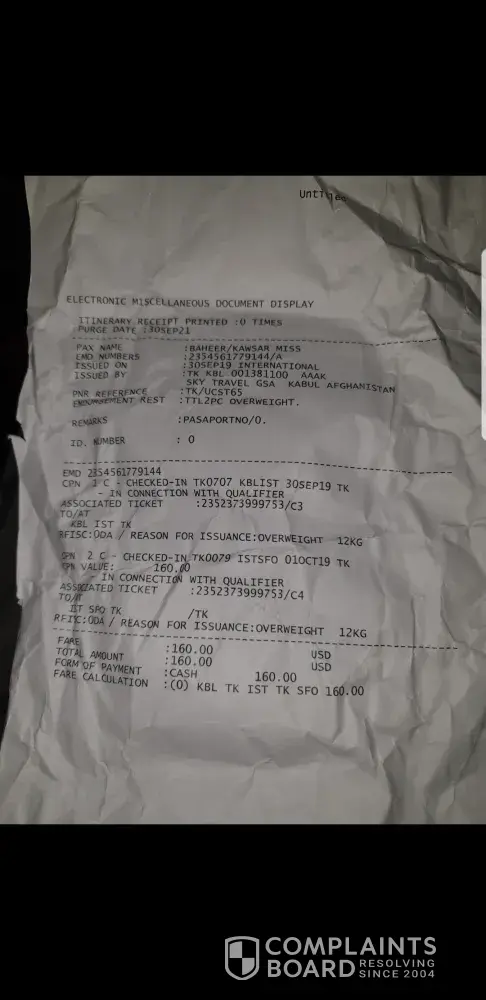 ELECTRONIC MISCELLANEOUS DOCUMENT DISPLAY
ITINERARY RECEIPT PRINTED :0 TIMES
PURGE DATE :30SEP21
PAX NAME :BAHEER/KAWSAR MISS
EMD NUMBERS :2354561779144/A
ISSUED ON :30SEP19 INTERNATIONAL
ISSUED BY :TK KBL 001381100 AAAK
SKY TRAVEL GSA KABUL AFGHANISTAN
PNR REFERENCE :TK/UCST65
ENDORSEMENT REST :TTL2PC OVERWEIGHT.
REMARKS :PASAPORTNO/0.
ID. NUMBER : 0
EMD 2354561779144
CPN 1 C - CHECKED-IN TK0707 KBLIST 30SEP19 TK
- IN CONNECTION WITH QUALIFIER
ASSOCIATED TICKET :2352373999753/C3
TO/AT
KBL IST TK
RFISC:0DA / REASON FOR ISSUANCE:OVERWEIGHT 12KG
CPN 2 C - CHECKED-IN TK0079 ISTSFO 01OCT19 TK
CPN VALUE: 160.00
- IN CONNECTION WITH QUALIFIER
ASSOCIATED TICKET :2352373999753/C4
TO/AT
IST SFO TK /TK
RFISC:0DA / REASON FOR ISSUANCE:OVERWEIGHT 12KG
FARE :160.00 USD
TOTAL AMOUNT :160.00 USD
FORM OF PAYMENT :CASH 160.00
FARE CALCULATION :(0) KBL TK IST TK SFO 160.00
COMPLAINTS
BOARD RESOLVING SINCE 2004